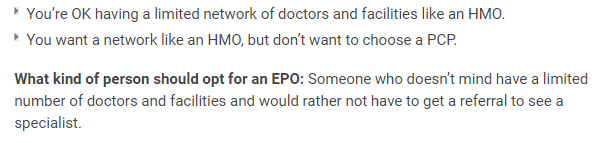 You're OK having a limited network of doctors and facilities like an HMO.
You want a network like an HMO, but don't want to choose a PCP.
What kind of person should opt for an EPO: Someone who doesn't mind have a limited
number of doctors and facilities and would rather not have to get a referral to see a
specialist.